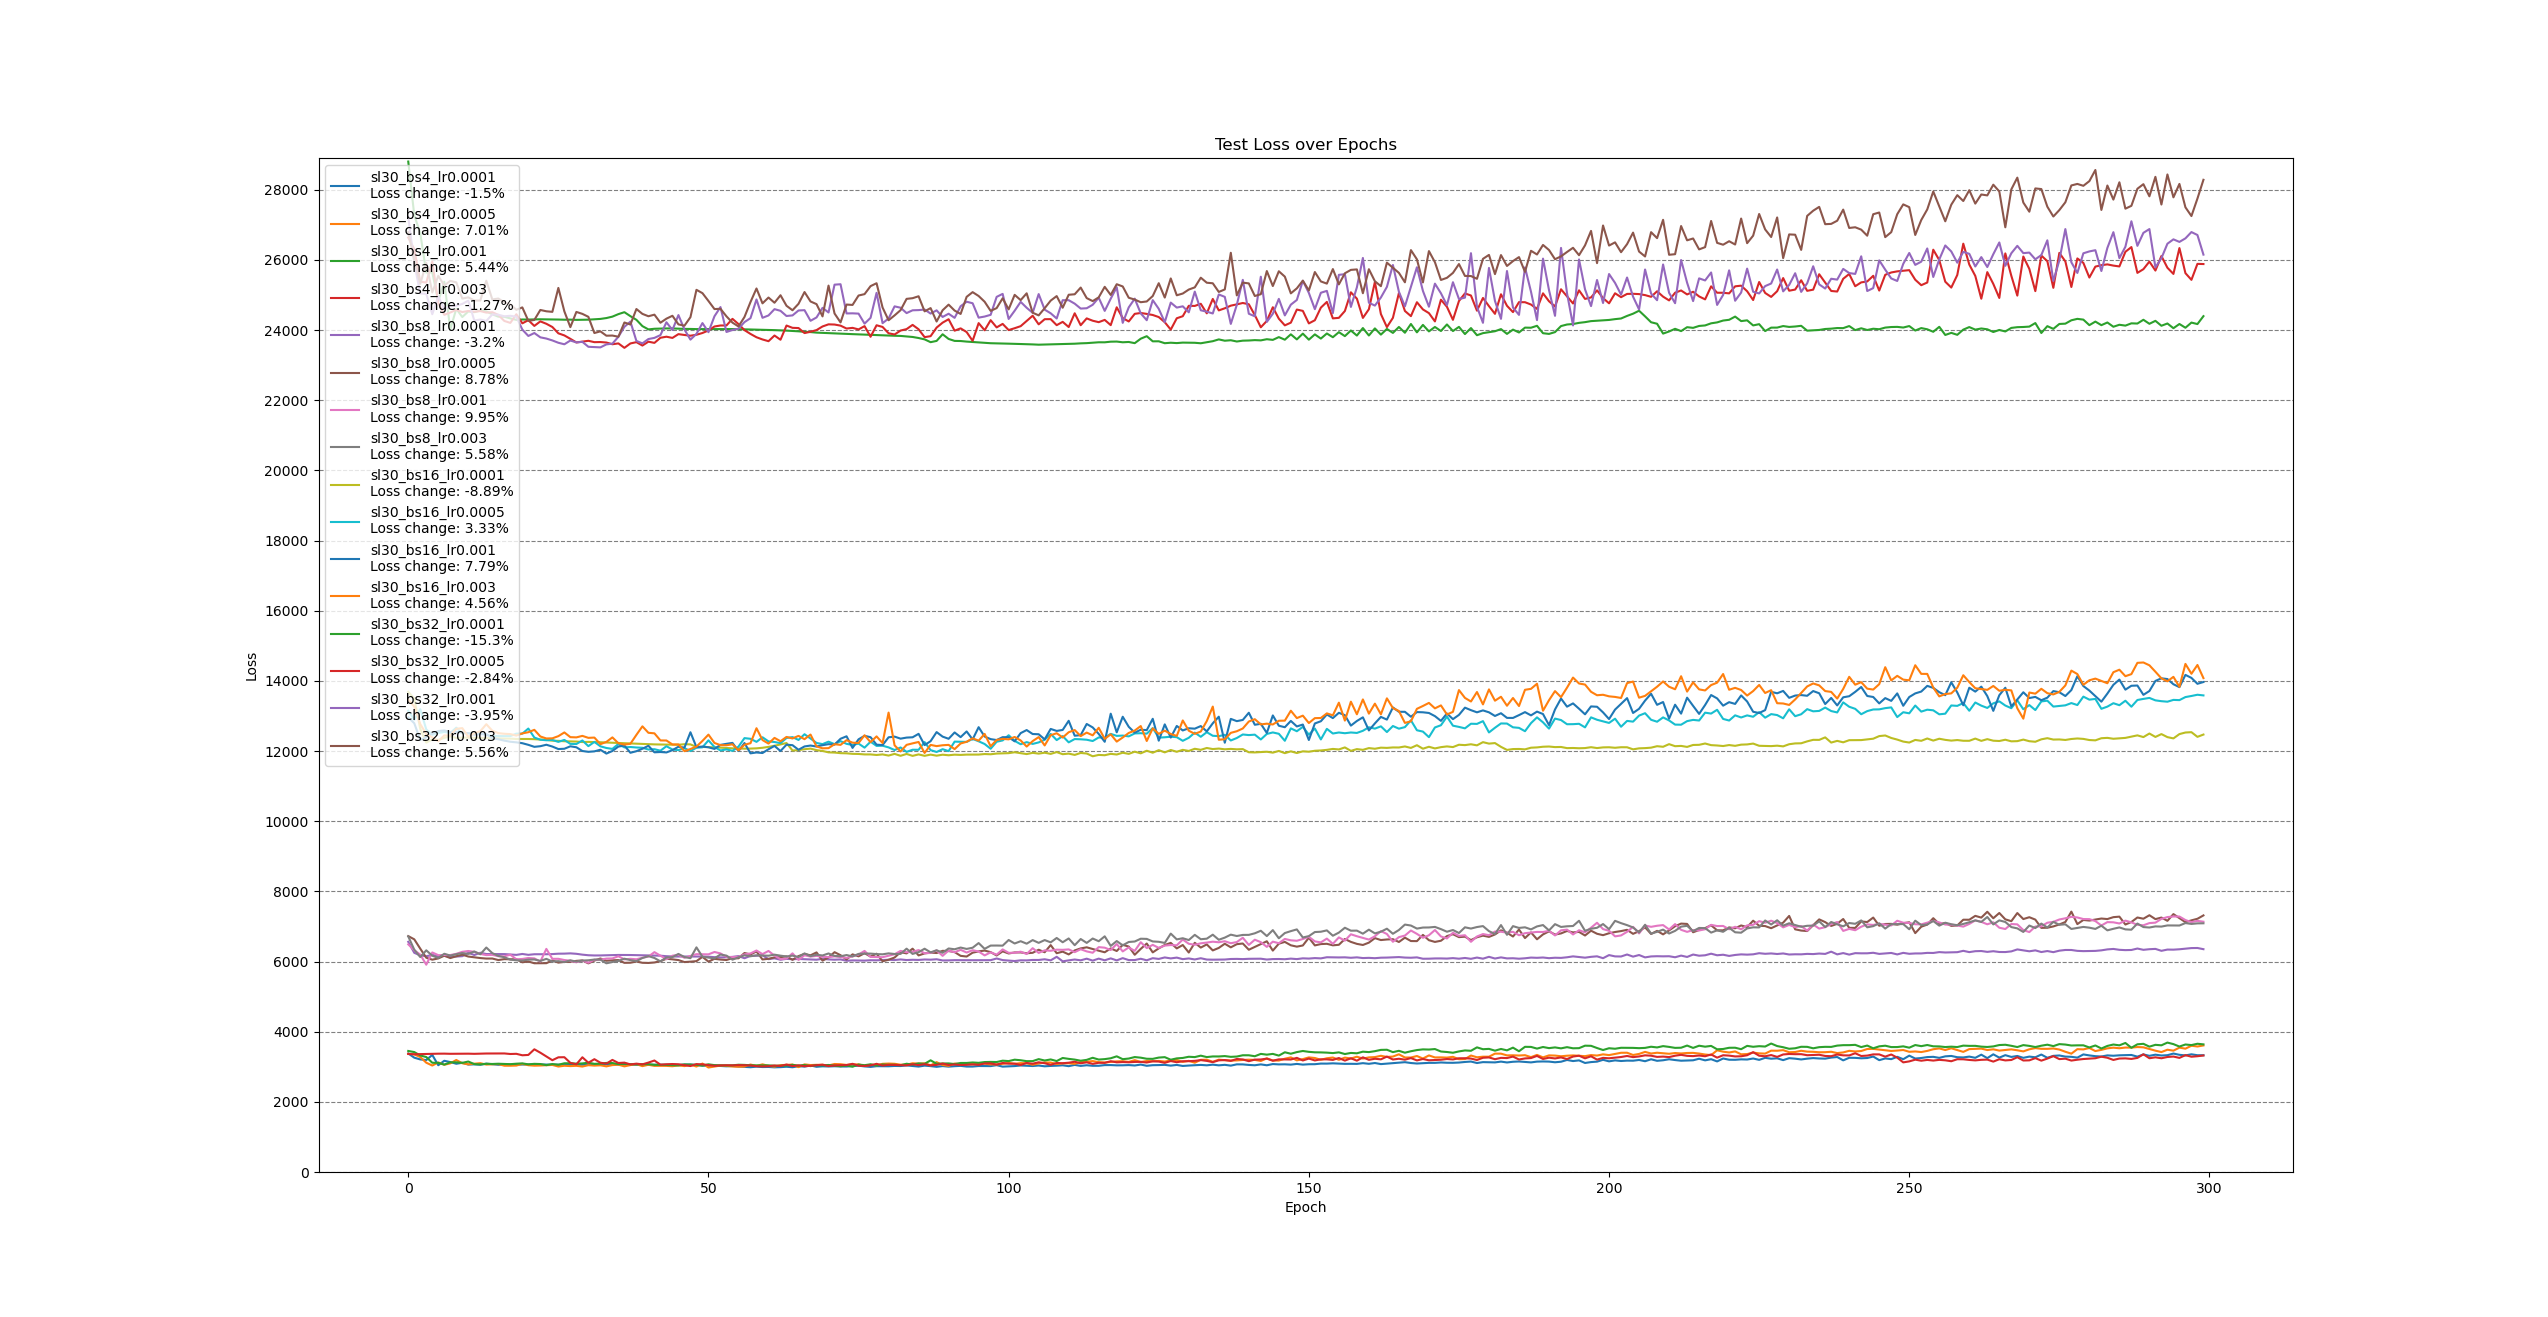 Test Loss over Epochs
sl30_bs4_lr0.0001
Loss change: -1.5%
sl30_bs4_lr0.0005
Loss change: 7.01%
sl30_bs4_lr0.001
Loss change: 5.44%
sl30_bs4_lr0.003
Loss change: -1.27%
sl30_bs8_lr0.0001
Loss change: -3.2%
sl30_bs8_lr0.0005
Loss change: 8.78%
sl30_bs8_lr0.001
Loss change: 9.95%
sl30_bs8_lr0.003
Loss change: 5.58%
sl30_bs16_lr0.0001
Loss change: -8.89%
sl30_bs16_lr0.0005
Loss change: 3.33%
sl30_bs16_lr0.001
Loss change: 7.79%
sl30_bs16_lr0.003
Loss change: 4.56%
sl30_bs32_lr0.0001
Loss change: -15.3%
sl30_bs32_lr0.0005
Loss change: -2.84%
sl30_bs32_lr0.001
Loss change: -3.95%
sl30_bs32_lr0.003
Loss change: 5.56%
28000
26000
24000
22000
20000
18000
16000
14000
12000
10000
8000
6000
4000
2000
0
Loss
0 50 100 150 200 250 300
Epoch